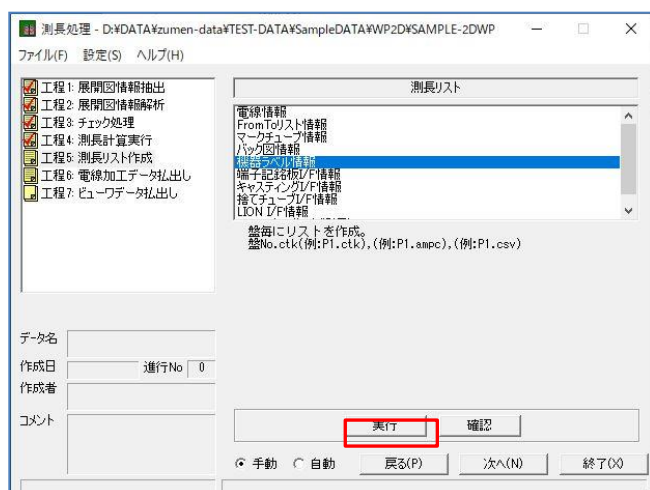 測長処理 - D:¥DATA¥zumen-data¥TEST-DATA¥SampleDATA¥WP2D¥SAMPLE-2DWP
ファイル(F) 設定(S) ヘルプ(H)
工程1: 展開図情報抽出
工程2: 展開図情報解析
工程3: チェック処理
工程4: 測長計算実行
工程5: 測長リスト作成
工程6: 電線加工データ払出し
工程7: ビューワデータ払出し
測長リスト
電線情報
FromToリスト情報
マークチューブ情報
バック図情報
機器ラベル情報
端子記銘板I/F情報
キャスティングI/F情報
捨てチューブI/F情報
LION I/F情報
盤毎にリストを作成。
盤No.ctk(例:P1.ctk),(例:P1.ampc),(例:P1.csv)
データ名
作成日 進行No 0
作成者
コメント
実行 確認
手動 自動 戻る(P) 次へ(N) 終了(X)